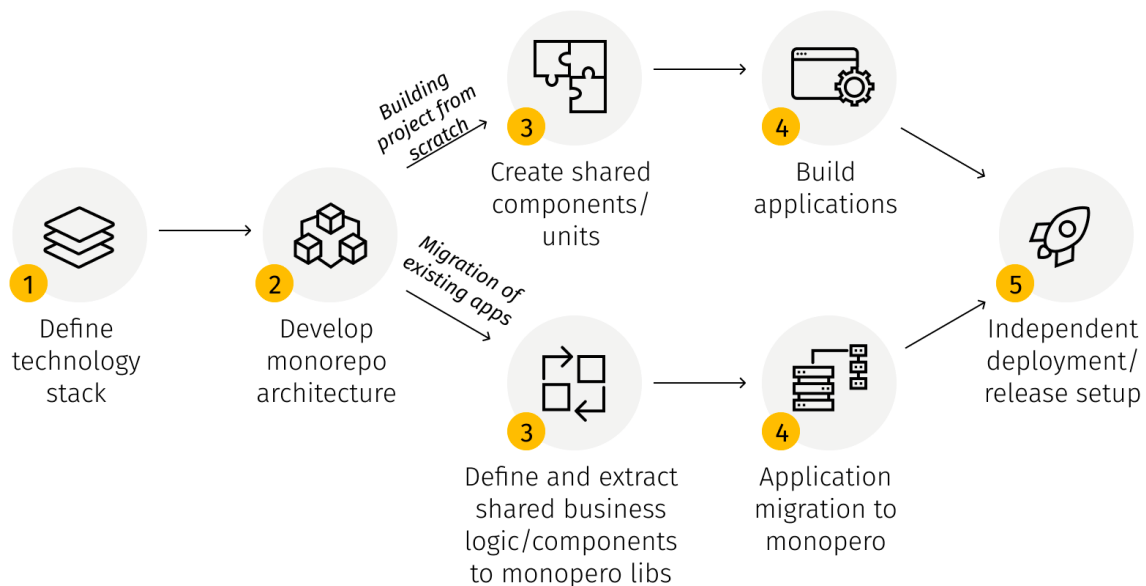 1
Define
technology
stack
2
Develop
monorepo
architecture
Building
project from
scratch
3
Create shared
components/
units
4
Build
applications
Migration of
existing apps
3
Define and extract
shared business
logic/components
to monopero libs
4
Application
migration to
monopero
5
Independent
deployment/
release setup